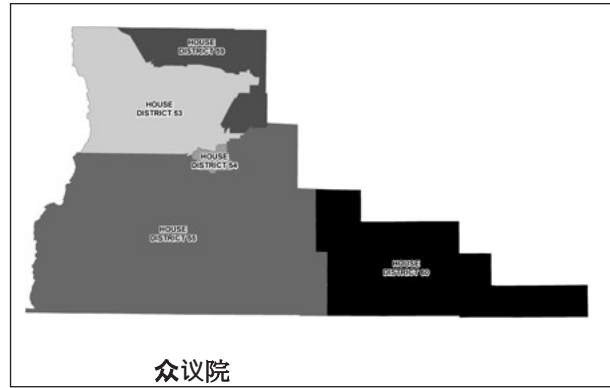 HOUSE
DISTRICT 59
HOUSE
DISTRICT 53
HOUSE
DISTRICT 54
HOUSE
DISTRICT 55
HOUSE
DISTRICT 60
众议院